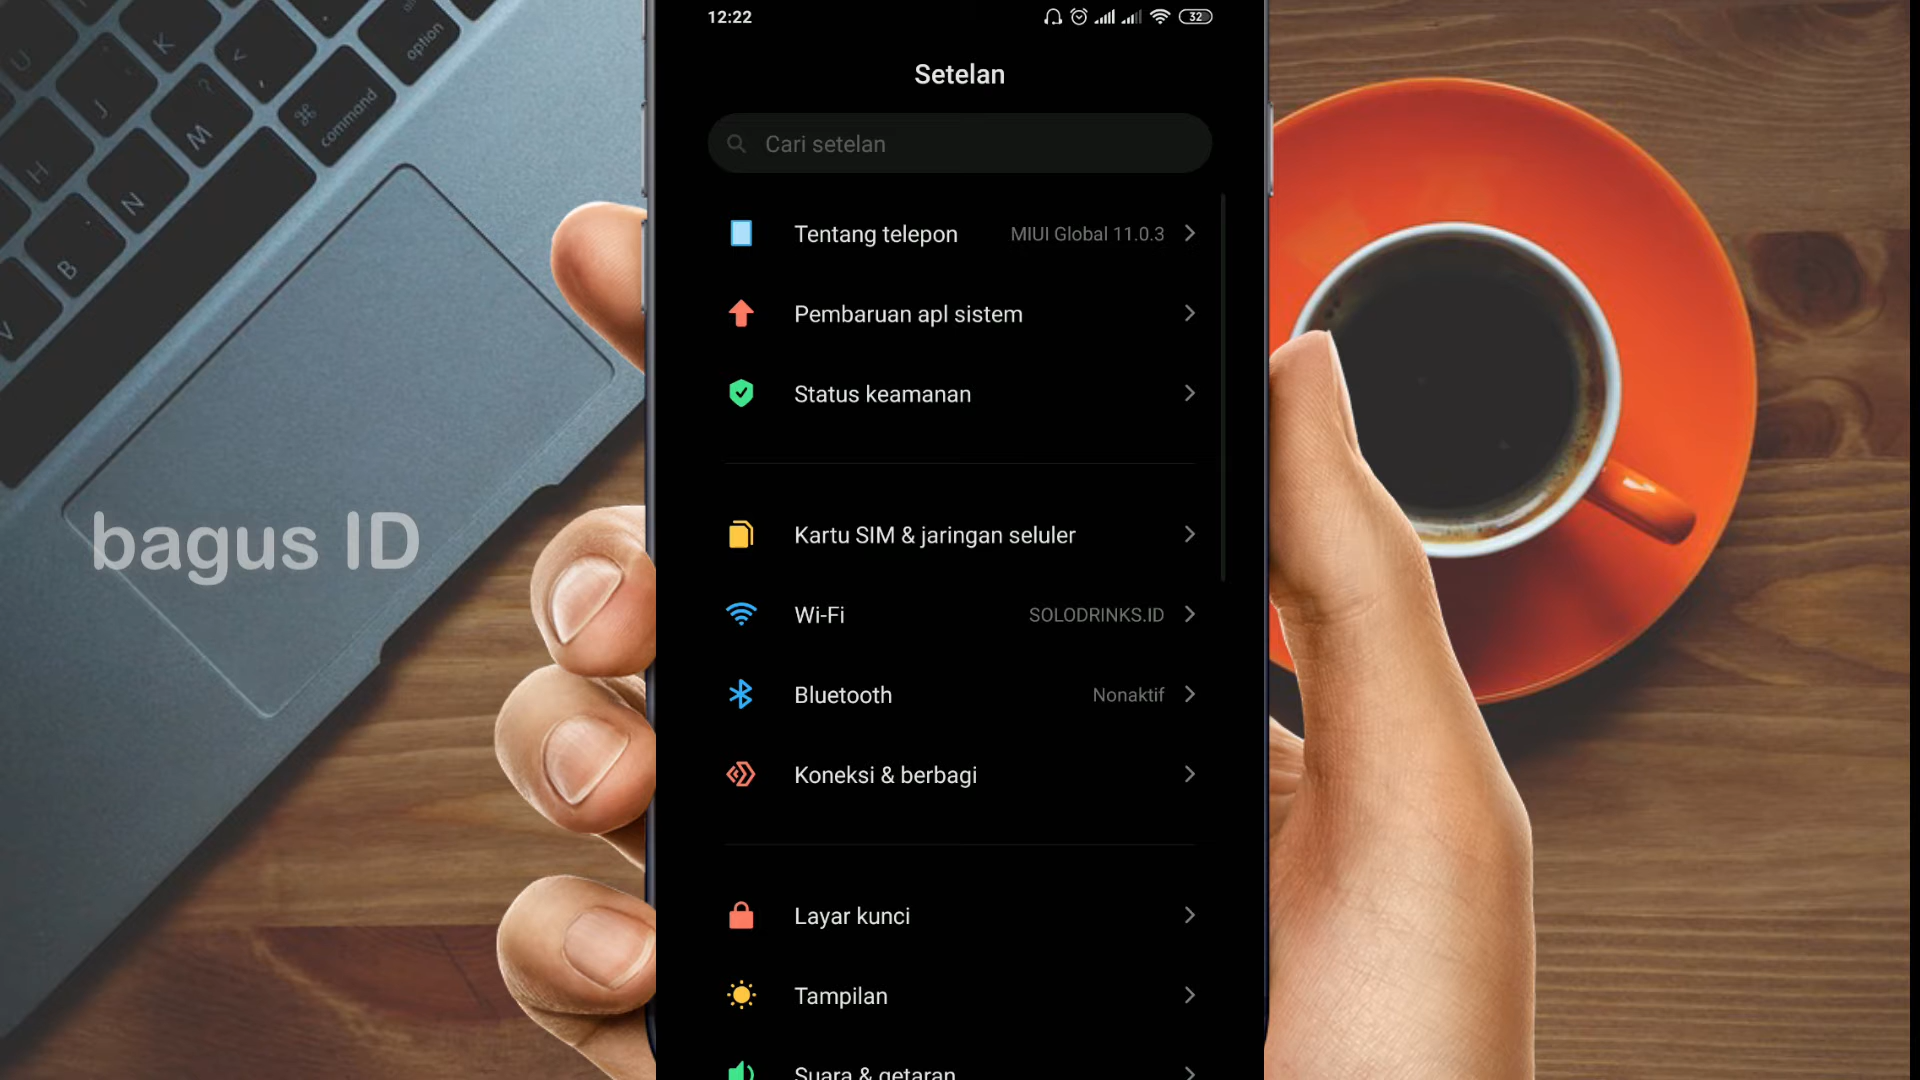 12:22
32
Setelan
Cari setelan
Tentang telepon MIUI Global 11.0.3
Pembaruan apl sistem
Status keamanan
Kartu SIM & jaringan seluler
Wi-Fi SOLODRINKS.ID
Bluetooth Nonaktif
Koneksi & berbagi
Layar kunci
Tampilan
Suara & getaran
bagus ID
K
J
H
M
N
B
V
option
command